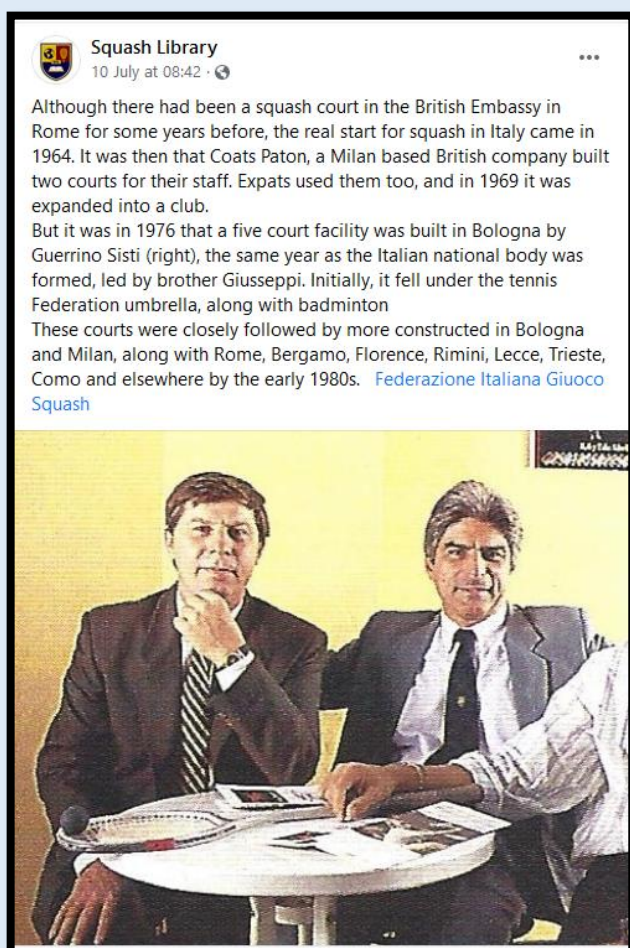 Squash Library
10 July at 08:42 ·
Although there had been a squash court in the British Embassy in
Rome for some years before, the real start for squash in Italy came in
1964. It was then that Coats Paton, a Milan based British company built
two courts for their staff. Expats used them too, and in 1969 it was
expanded into a club.
But it was in 1976 that a five court facility was built in Bologna by
Guerrino Sisti (right), the same year as the Italian national body was
formed, led by brother Giusseppi. Initially, it fell under the tennis
Federation umbrella, along with badminton
These courts were closely followed by more constructed in Bologna
and Milan, along with Rome, Bergamo, Florence, Rimini, Lecce, Trieste,
Como and elsewhere by the early 1980s. Federazione Italiana Giuoco
Squash